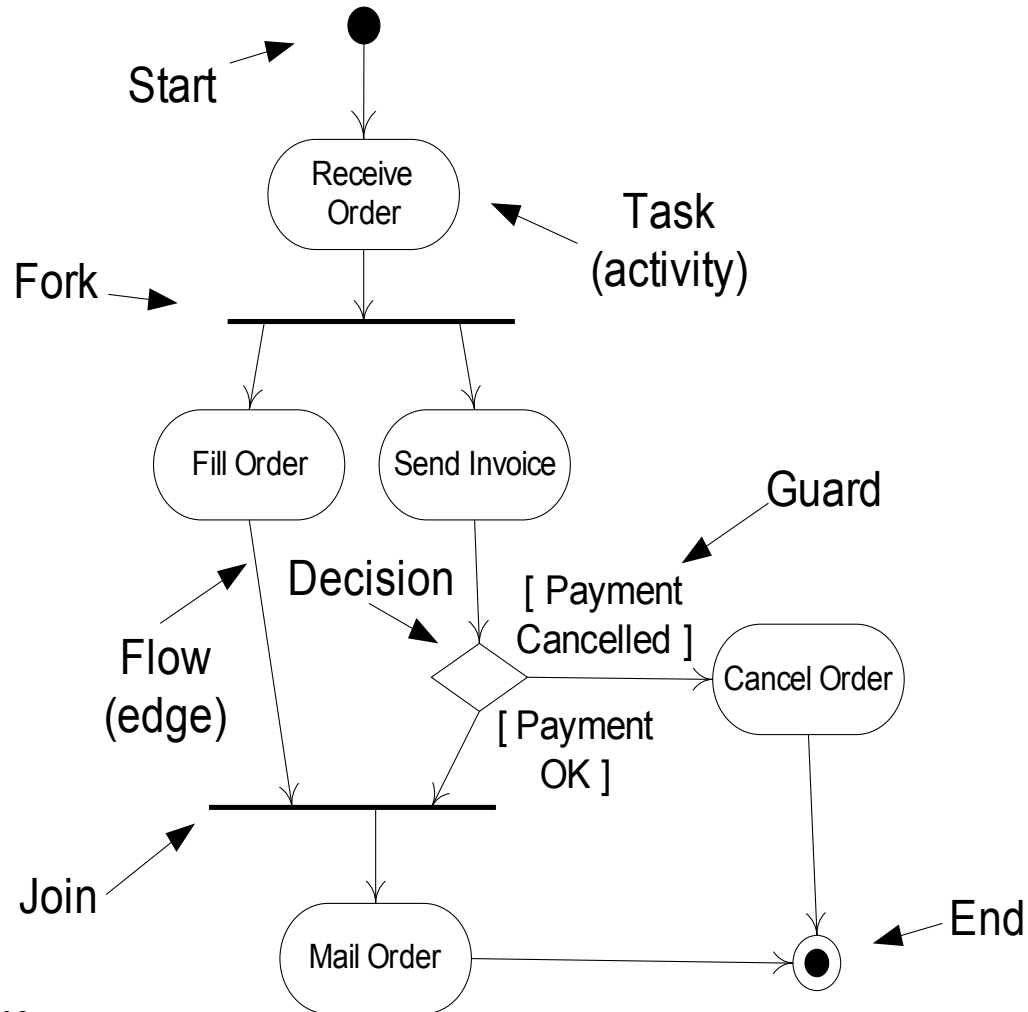 Start
Receive
Order
Task
(activity)
Fork
Fill Order
Send Invoice
Guard
Decision
[ Payment
Cancelled ]
Flow
(edge)
Cancel Order
[ Payment
OK ]
Join
Mail Order
End